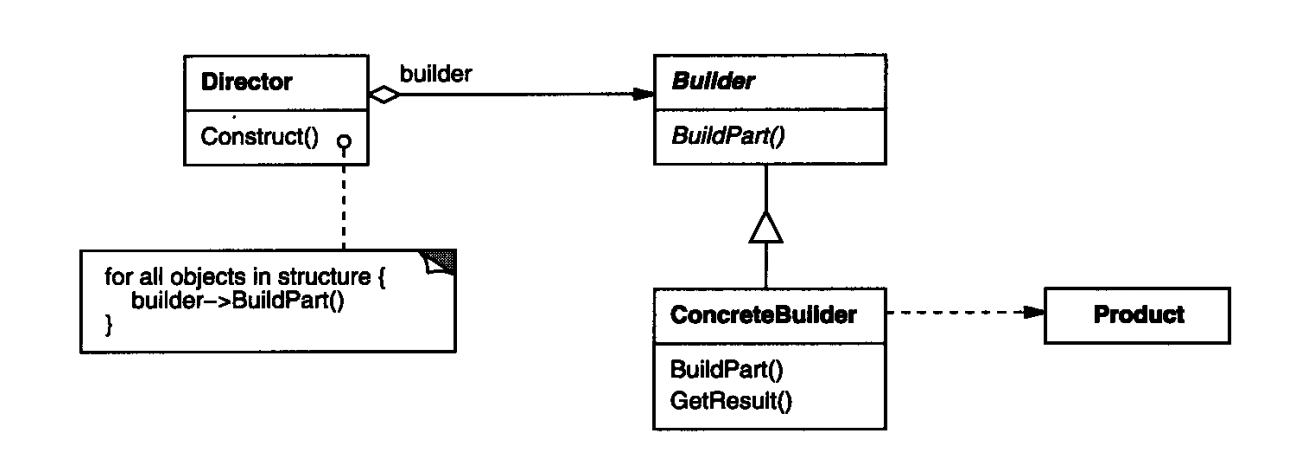 Director
builder
Builder
Construct()
BuildPart()
for all objects in structure {
builder–>BuildPart()
}
ConcreteBuilder
Product
BuildPart()
GetResult()